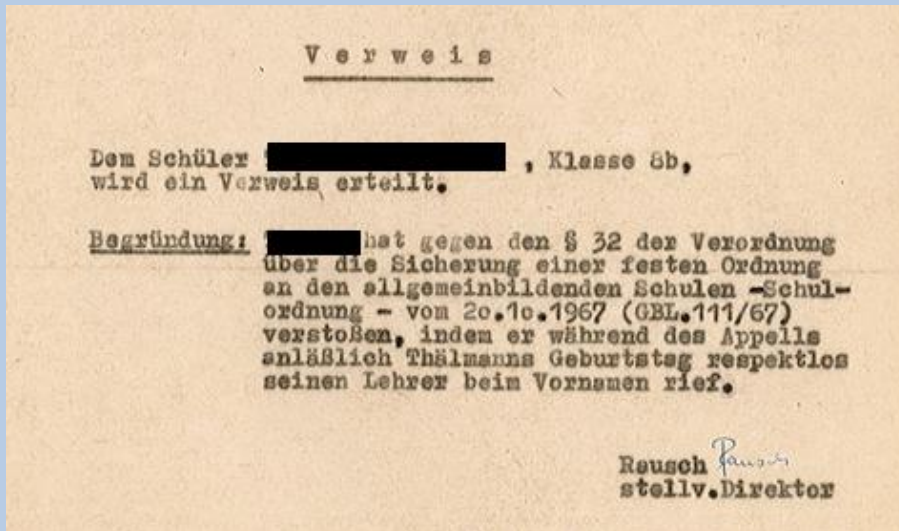 Verweis
Dem Schüler , Klasse 8b,
wird ein Verweis erteilt.
Begründung: hat gegen den § 32 der Verordnung
über die Sicherung einer festen Ordnung
an den allgemeinbildenden Schulen -Schul-
ordnung - vom 20.10.1967 (GBL.111/67)
verstoßen, indem er während des Appells
anläßlich Thälmanns Geburtstag respektlos
seinen Lehrer beim Vornamen rief.
Rausch Rausch
stellv.Direktor